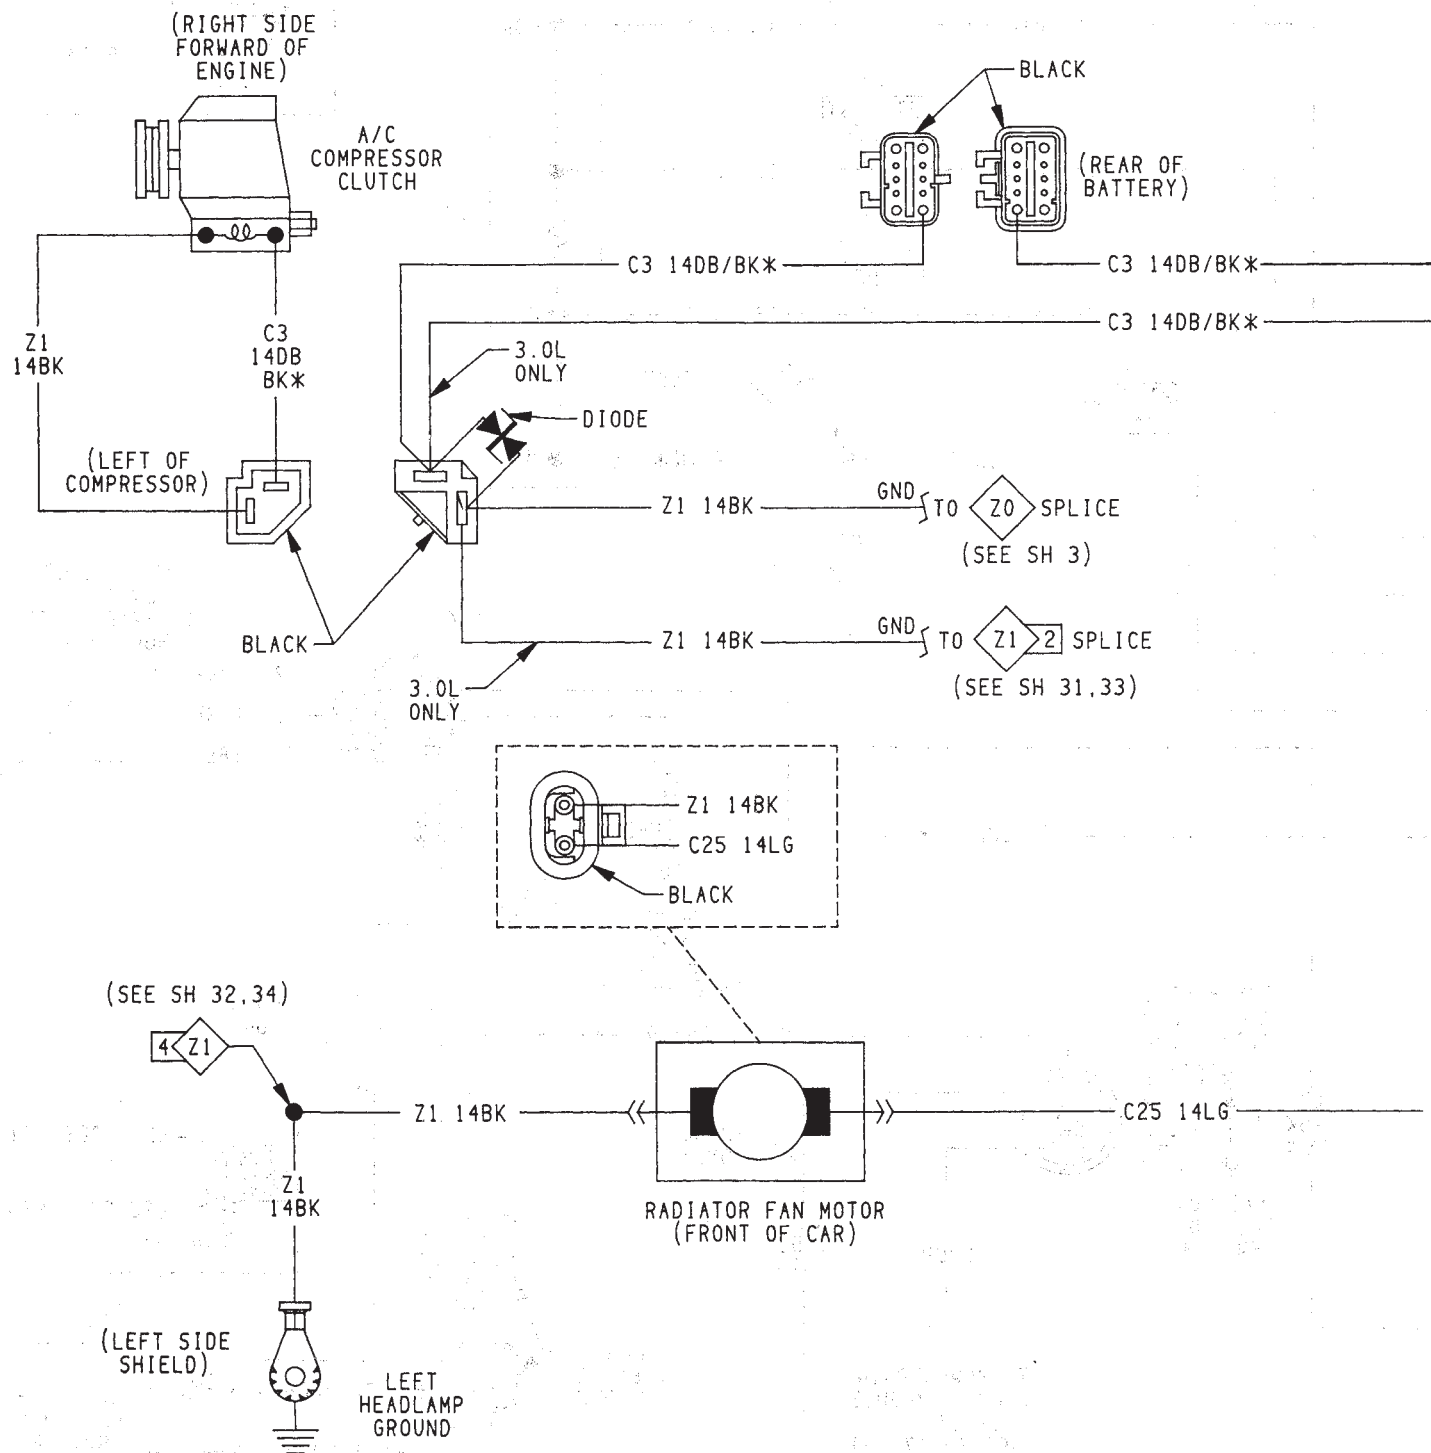 (RIGHT SIDE
FORWARD OF
ENGINE)
A/C
COMPRESSOR
CLUTCH
BLACK
(REAR OF
BATTERY)
C3 14DB/BK*
C3 14DB/BK*
C3 14DB/BK*
Z1
14BK
C3
14DB
BK*
3.0L
ONLY
DIODE
(LEFT OF
COMPRESSOR)
Z1 14BK
GND
TO
Z0
SPLICE
(SEE SH 3)
BLACK
Z1 14BK
GND
TO
Z1
2
SPLICE
(SEE SH 31,33)
3.0L
ONLY
Z1 14BK
C25 14LG
BLACK
(SEE SH 32,34)
4
Z1
Z1 14BK
C25 14LG
Z1
14BK
RADIATOR FAN MOTOR
(FRONT OF CAR)
(LEFT SIDE
SHIELD)
LEFT
HEADLAMP
GROUND